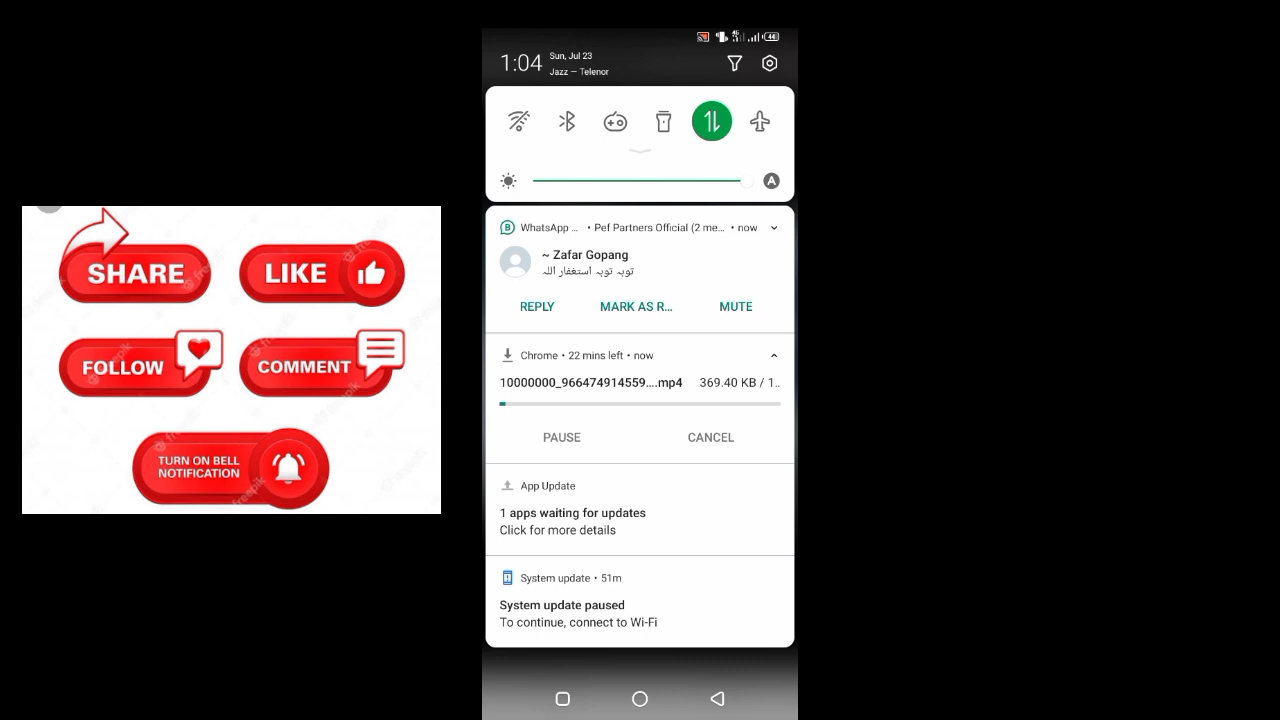 SHARE
LIKE
FOLLOW
COMMENT
TURN ON BELL
NOTIFICATION
freepik
44
1:04
Sun, Jul 23
Jazz — Telenor
A
WhatsApp ... • Pef Partners Official (2 me... • now
~ Zafar Gopang
توبہ توبہ استغفار اللہ
REPLY MARK AS R... MUTE
Chrome • 22 mins left • now
10000000_966474914559....mp4 369.40 KB / 1..
PAUSE CANCEL
App Update
1 apps waiting for updates
Click for more details
System update • 51m
System update paused
To continue, connect to Wi-Fi